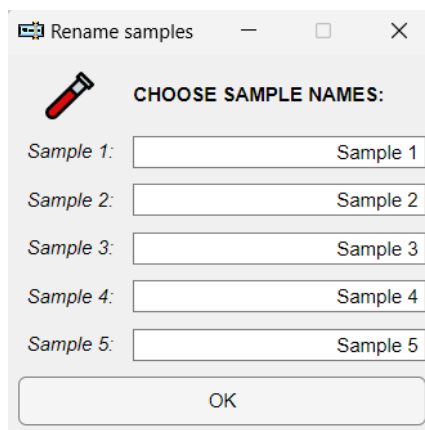 Rename samples
CHOOSE SAMPLE NAMES:
Sample 1: Sample 1
Sample 2: Sample 2
Sample 3: Sample 3
Sample 4: Sample 4
Sample 5: Sample 5
OK